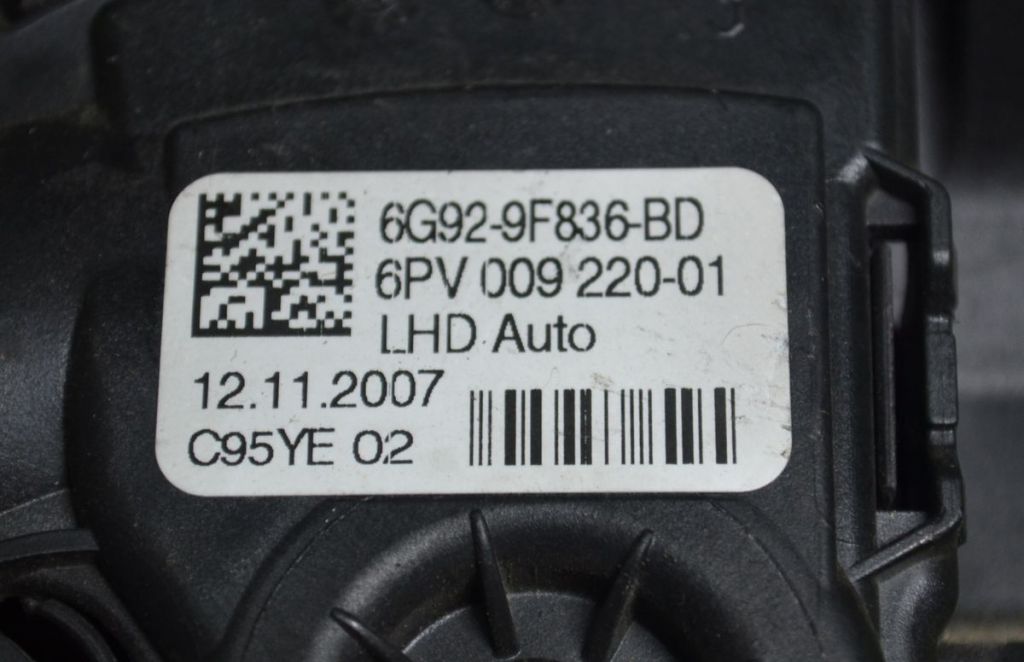 6G92-9F836-BD
6PV 009 220-01
LHD Auto
12.11.2007
C95YE 02